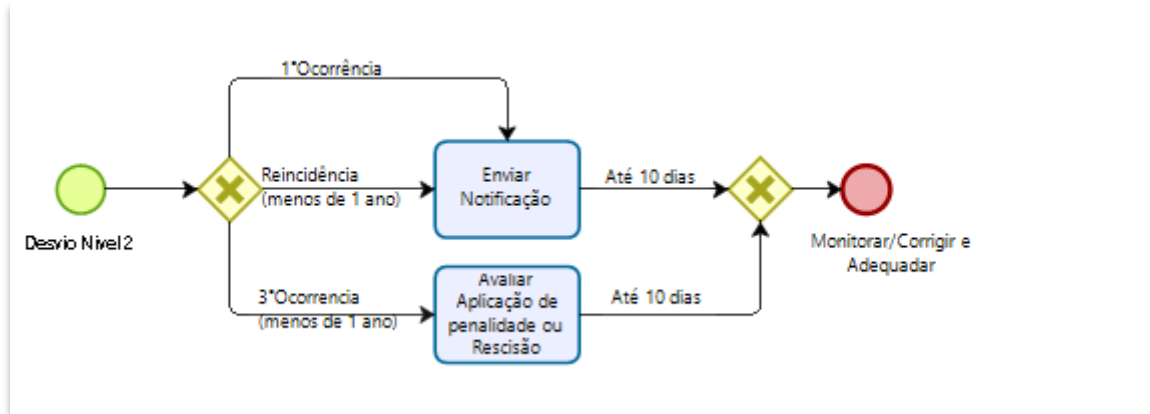 1°Ocorrência
Reincidência
(menos de 1 ano)
Enviar
Notificação
Até 10 dias
Desvio Nivel 2
Monitorar/Corrigir e
Adequadar
3°Ocorrencia
(menos de 1 ano)
Avaliar
Aplicação de
penalidade ou
Rescisão
Até 10 dias